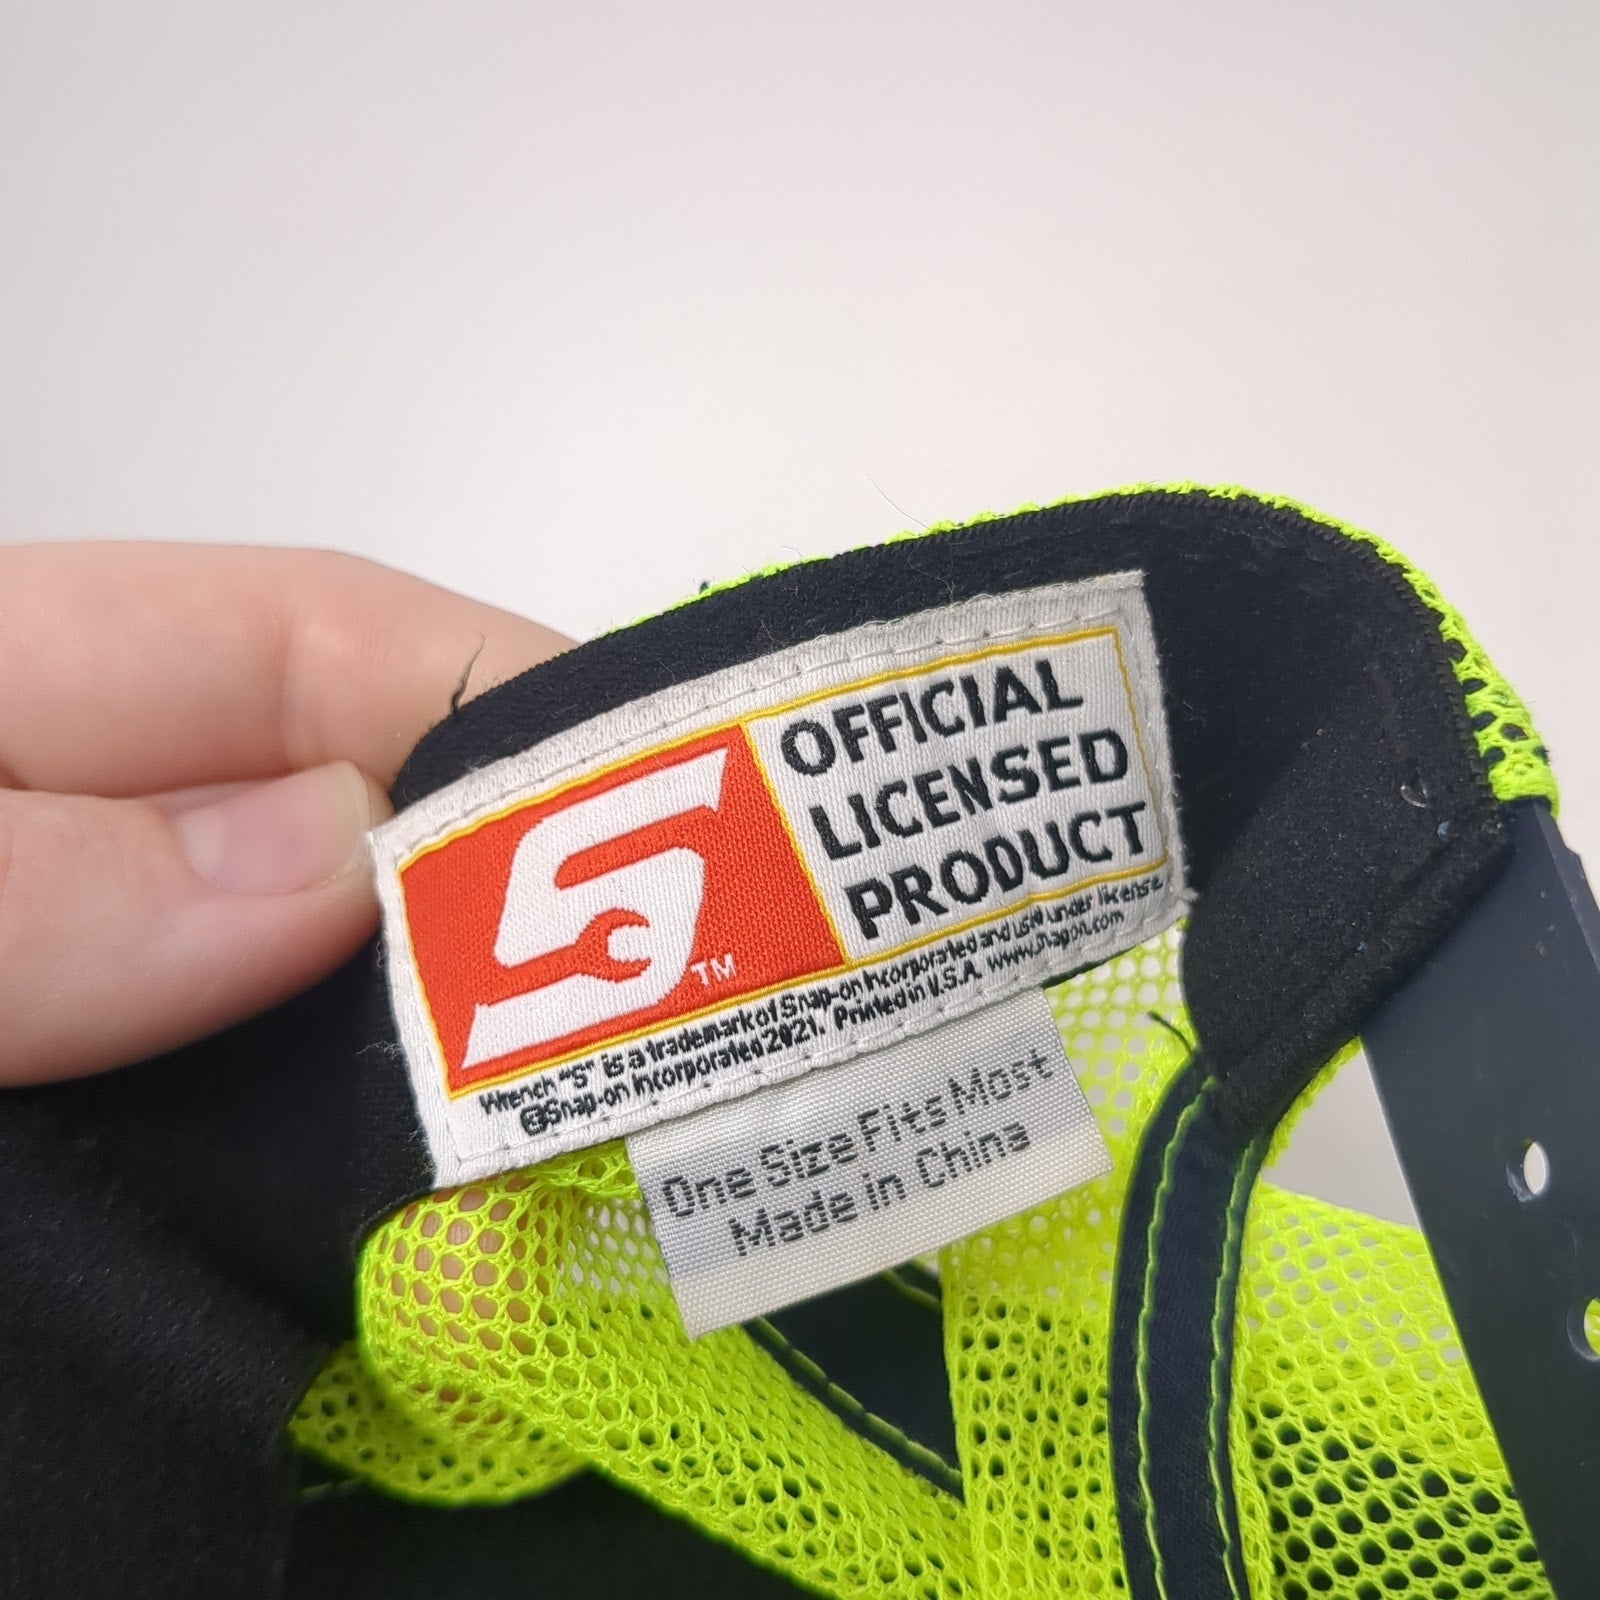 OFFICIAL
LICENSED
PRODUCT
TM
Wrench "S" is a trademark of Snap-on Incorporated and used under license
©Snap-on Incorporated 2021. Printed in U.S.A. www.snapon.com
One Size Fits Most
Made in China